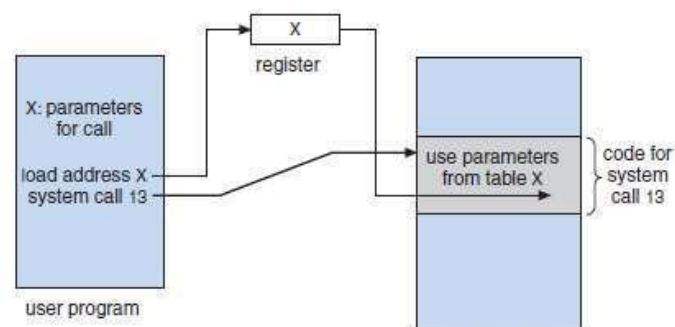 X
register
X: parameters
for call
load address X
system call 13
user program
use parameters
from table X
code for
system
call 13